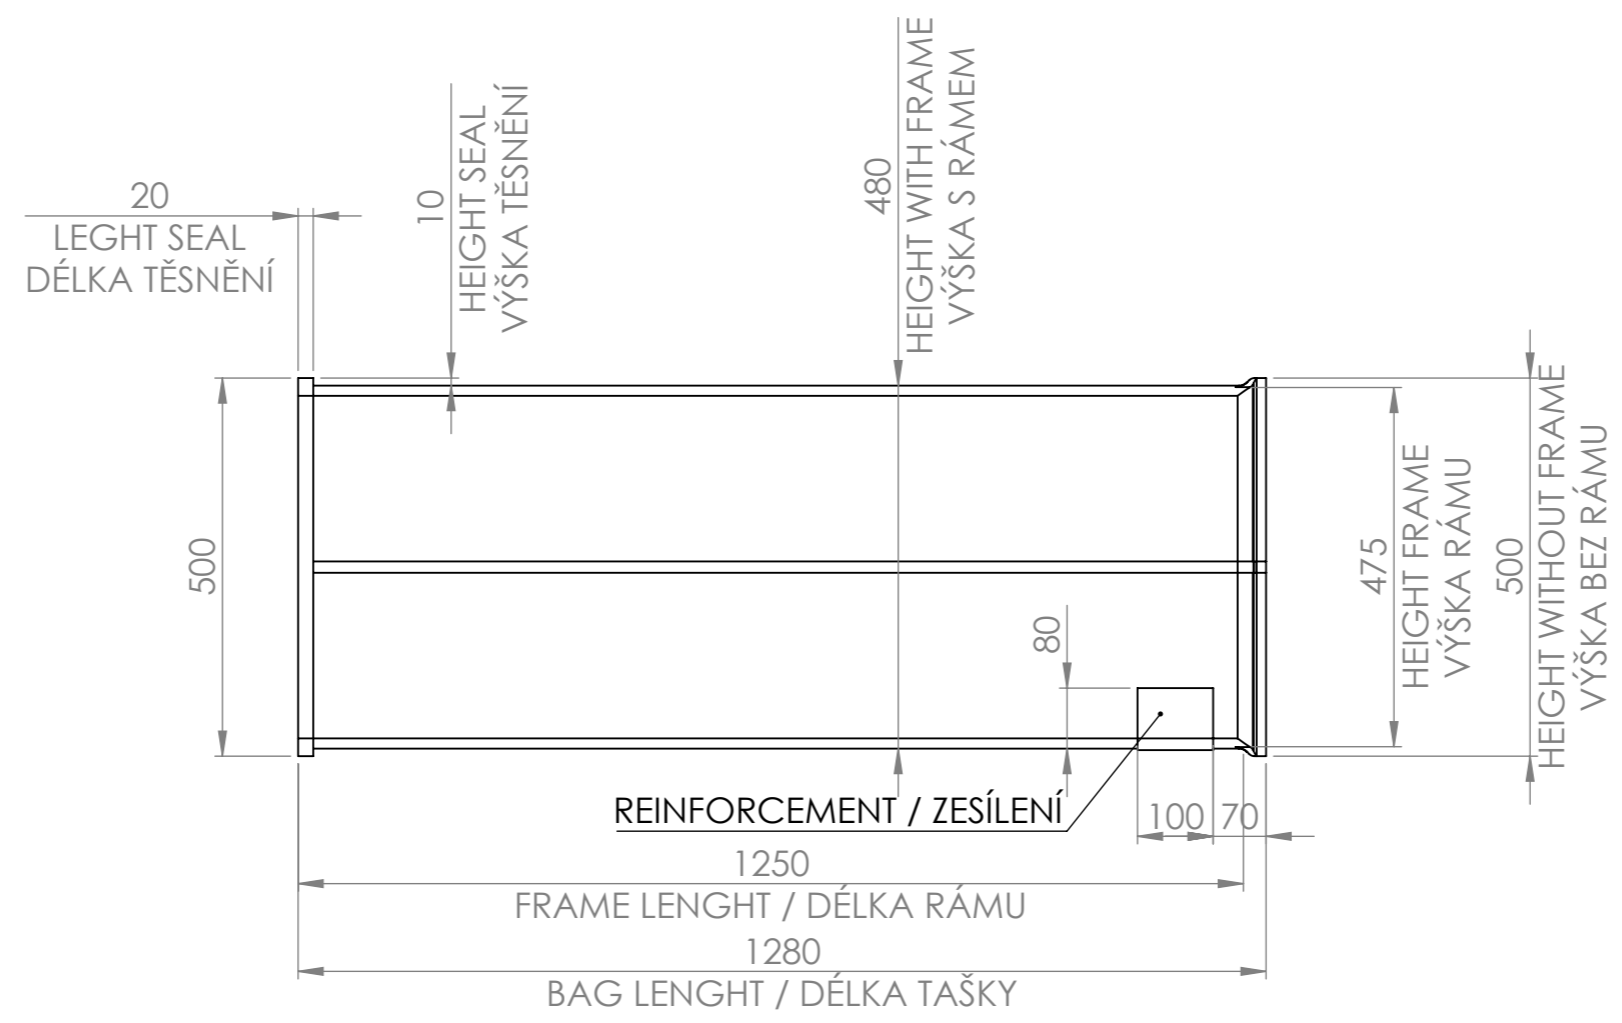 20
LEGHT SEAL
DÉLKA TĚSNĚNÍ
10
HEIGHT SEAL
VÝŠKA TĚSNĚNÍ
480
HEIGHT WITH FRAME
VÝŠKA S RÁMEM
500
475
HEIGHT FRAME
VÝŠKA RÁMU
500
HEIGHT WITHOUT FRAME
VÝŠKA BEZ RÁMU
80
REINFORCEMENT / ZESÍLENÍ
100
70
1250
FRAME LENGHT / DÉLKA RÁMU
1280
BAG LENGHT / DÉLKA TAŠKY